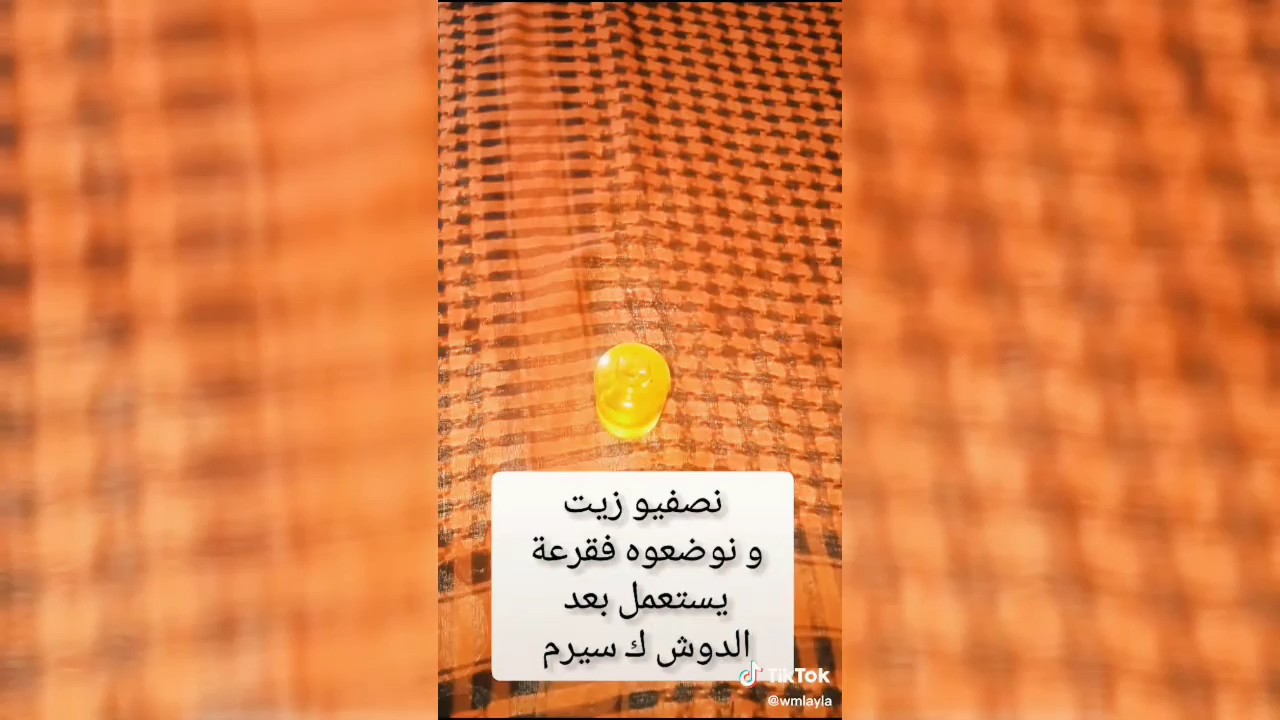 نصفيو زيت
و نوضعوه فقرعة
يستعمل بعد
الدوش ك سيرم
TikTok
@wmlayla